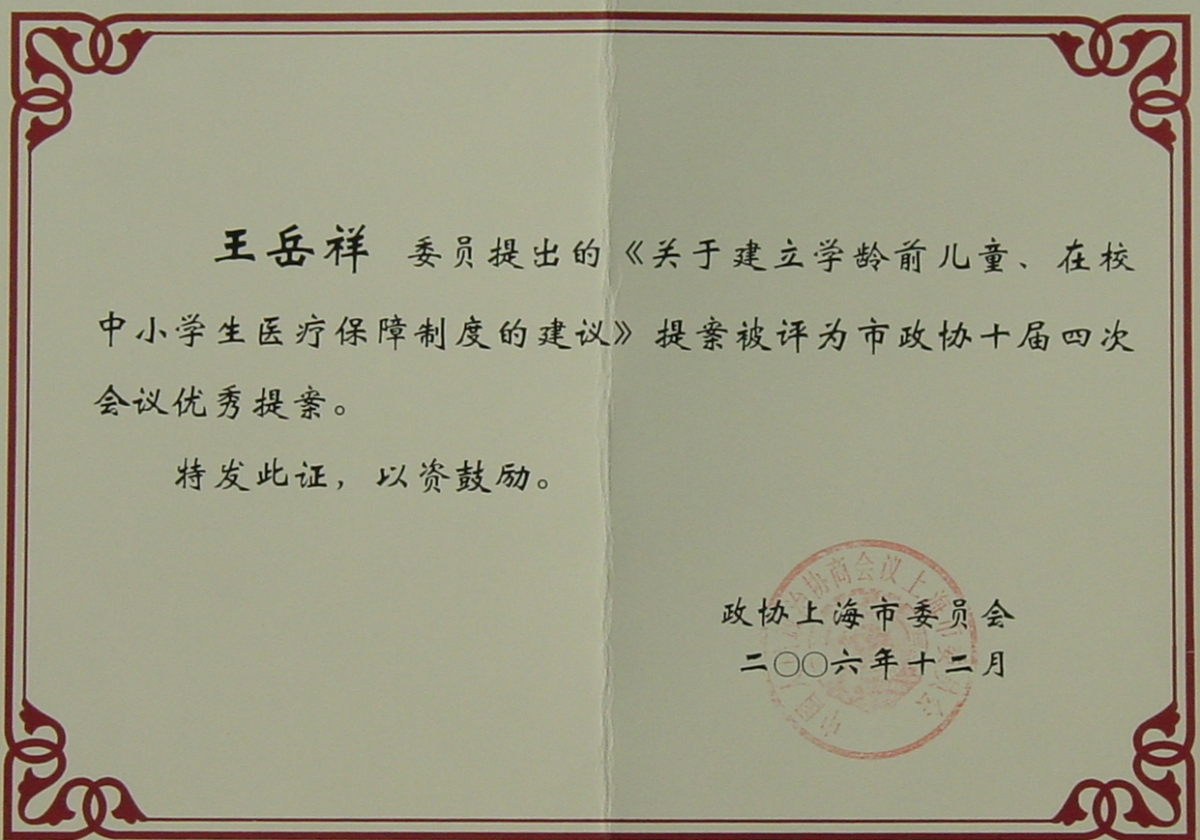 王岳祥 委员提出的《关于建立学龄前儿童、在校
中小学生医疗保障制度的建议》提案被评为市政协十届四次
会议优秀提案。
特发此证，以资鼓励。
政协上海市委员会
二〇〇六年十二月